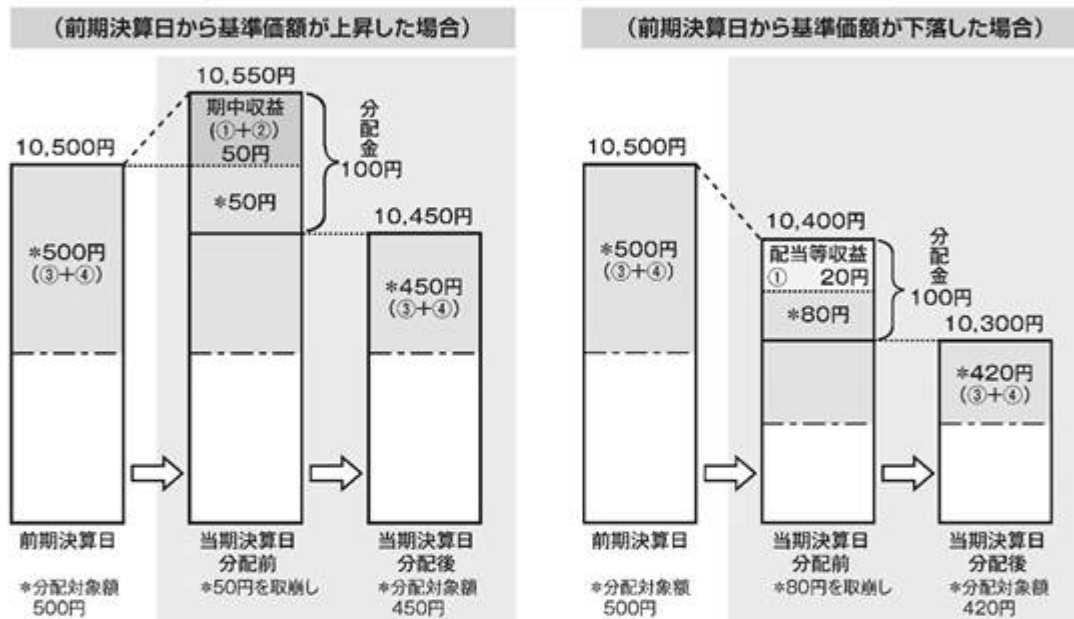 (前期決算日から基準価額が上昇した場合)
10,550円
期中収益
(①+②)
50円
分配金
100円
10,500円
*50円
10,450円
*500円
(③+④)
*450円
(③+④)
前期決算日
当期決算日
分配前
当期決算日
分配後
*分配対象額
500円
*50円を取崩し
*分配対象額
450円
(前期決算日から基準価額が下落した場合)
10,500円
10,400円
*500円
(③+④)
配当等収益
① 20円
分配金
100円
*80円
10,300円
*420円
(③+④)
前期決算日
当期決算日
分配前
当期決算日
分配後
*分配対象額
500円
*80円を取崩し
*分配対象額
420円